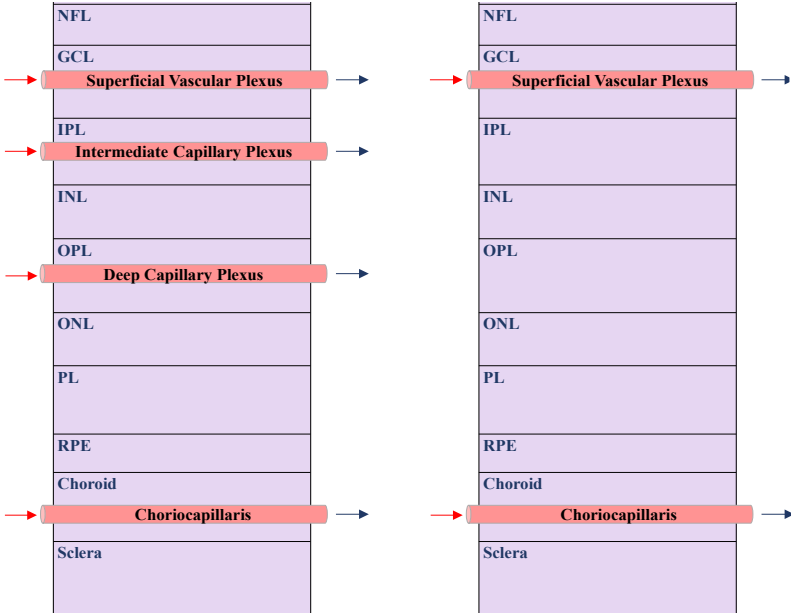 NFL
GCL
Superficial Vascular Plexus
IPL
Intermediate Capillary Plexus
INL
OPL
Deep Capillary Plexus
ONL
PL
RPE
Choroid
Choriocapillaris
Sclera
NFL
GCL
Superficial Vascular Plexus
IPL
INL
OPL
ONL
PL
RPE
Choroid
Choriocapillaris
Sclera